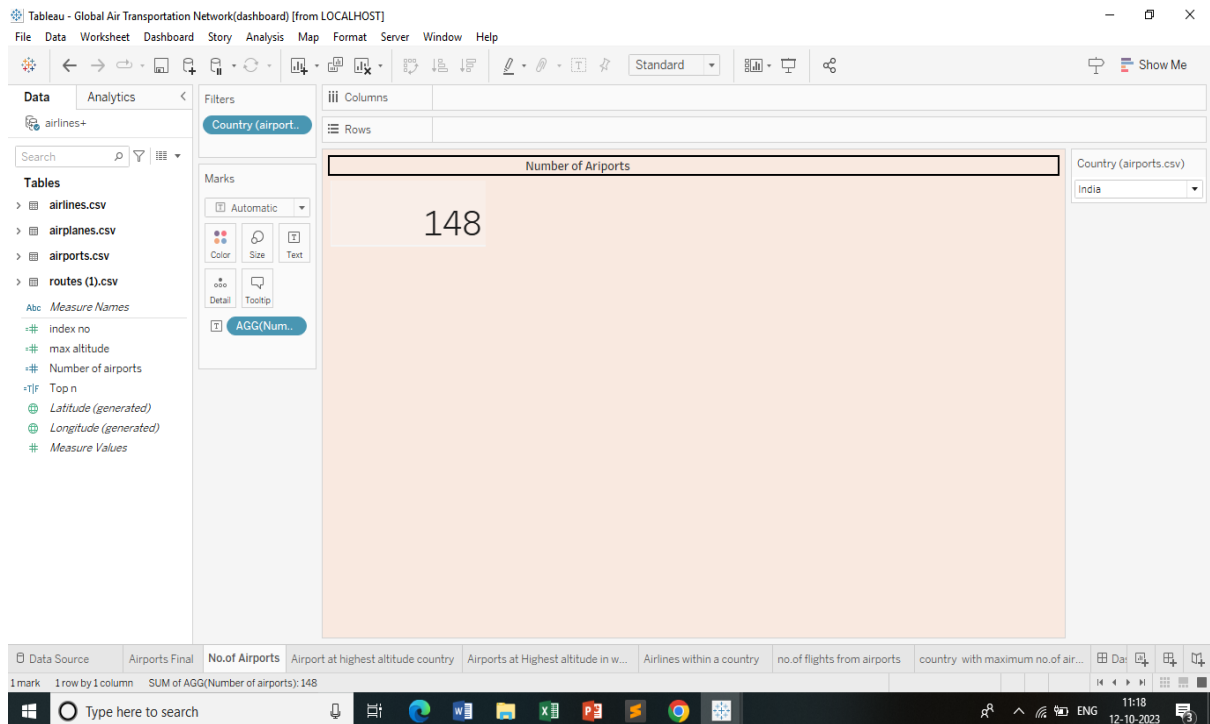 Tableau - Global Air Transportation Network(dashboard) [from LOCALHOST]
File Data Worksheet Dashboard Story Analysis Map Format Server Window Help
Standard
Show Me
Data Analytics
airlines+
Search
Tables
airlines.csv
airplanes.csv
airports.csv
routes (1).csv
Abc Measure Names
=# index no
=# max altitude
=# Number of airports
=T|F Top n
Latitude (generated)
Longitude (generated)
# Measure Values
Filters
Country (airport..
Marks
Automatic
Color Size Text
Detail Tooltip
AGG(Num..
iii Columns
Rows
Number of Ariports
148
Country (airports.csv)
India
Data Source Airports Final No.of Airports Airport at highest altitude country Airports at Highest altitude in w... Airlines within a country no.of flights from airports country with maximum no.of air... Das
1 mark 1 row by 1 column SUM of AGG(Number of airports): 148
Type here to search
ENG
11:18
12-10-2023
3